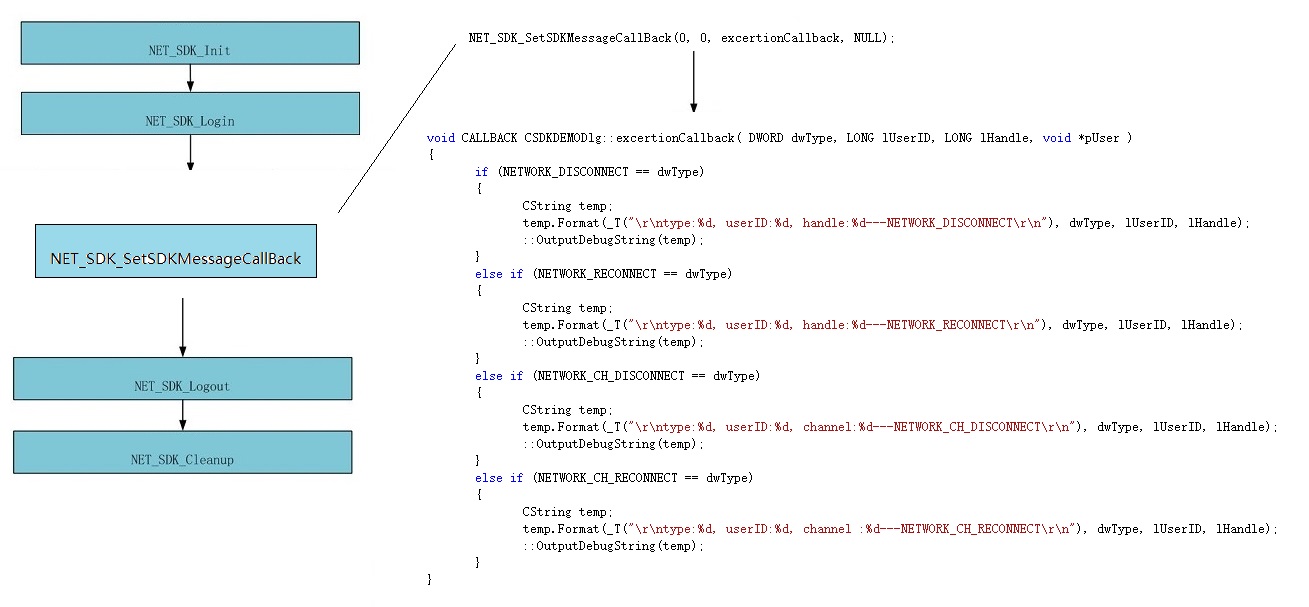 NET_SDK_Init
NET_SDK_Login
NET_SDK_SetSDKMessageCallBack
NET_SDK_Logout
NET_SDK_Cleanup
NET_SDK_SetSDKMessageCallBack(0, 0, excertionCallback, NULL);
void CALLBACK CSDKDEMODlg::excertionCallback( DWORD dwType, LONG lUserID, LONG lHandle, void *pUser )
{
if (NETWORK_DISCONNECT == dwType)
{
CString temp;
temp.Format(_T("\r\ntype:%d, userID:%d, handle:%d---NETWORK_DISCONNECT\r\n"), dwType, lUserID, lHandle);
::OutputDebugString(temp);
}
else if (NETWORK_RECONNECT == dwType)
{
CString temp;
temp.Format(_T("\r\ntype:%d, userID:%d, handle:%d---NETWORK_RECONNECT\r\n"), dwType, lUserID, lHandle);
::OutputDebugString(temp);
}
else if (NETWORK_CH_DISCONNECT == dwType)
{
CString temp;
temp.Format(_T("\r\ntype:%d, userID:%d, channel:%d---NETWORK_CH_DISCONNECT\r\n"), dwType, lUserID, lHandle);
::OutputDebugString(temp);
}
else if (NETWORK_CH_RECONNECT == dwType)
{
CString temp;
temp.Format(_T("\r\ntype:%d, userID:%d, channel :%d---NETWORK_CH_RECONNECT\r\n"), dwType, lUserID, lHandle);
::OutputDebugString(temp);
}
}